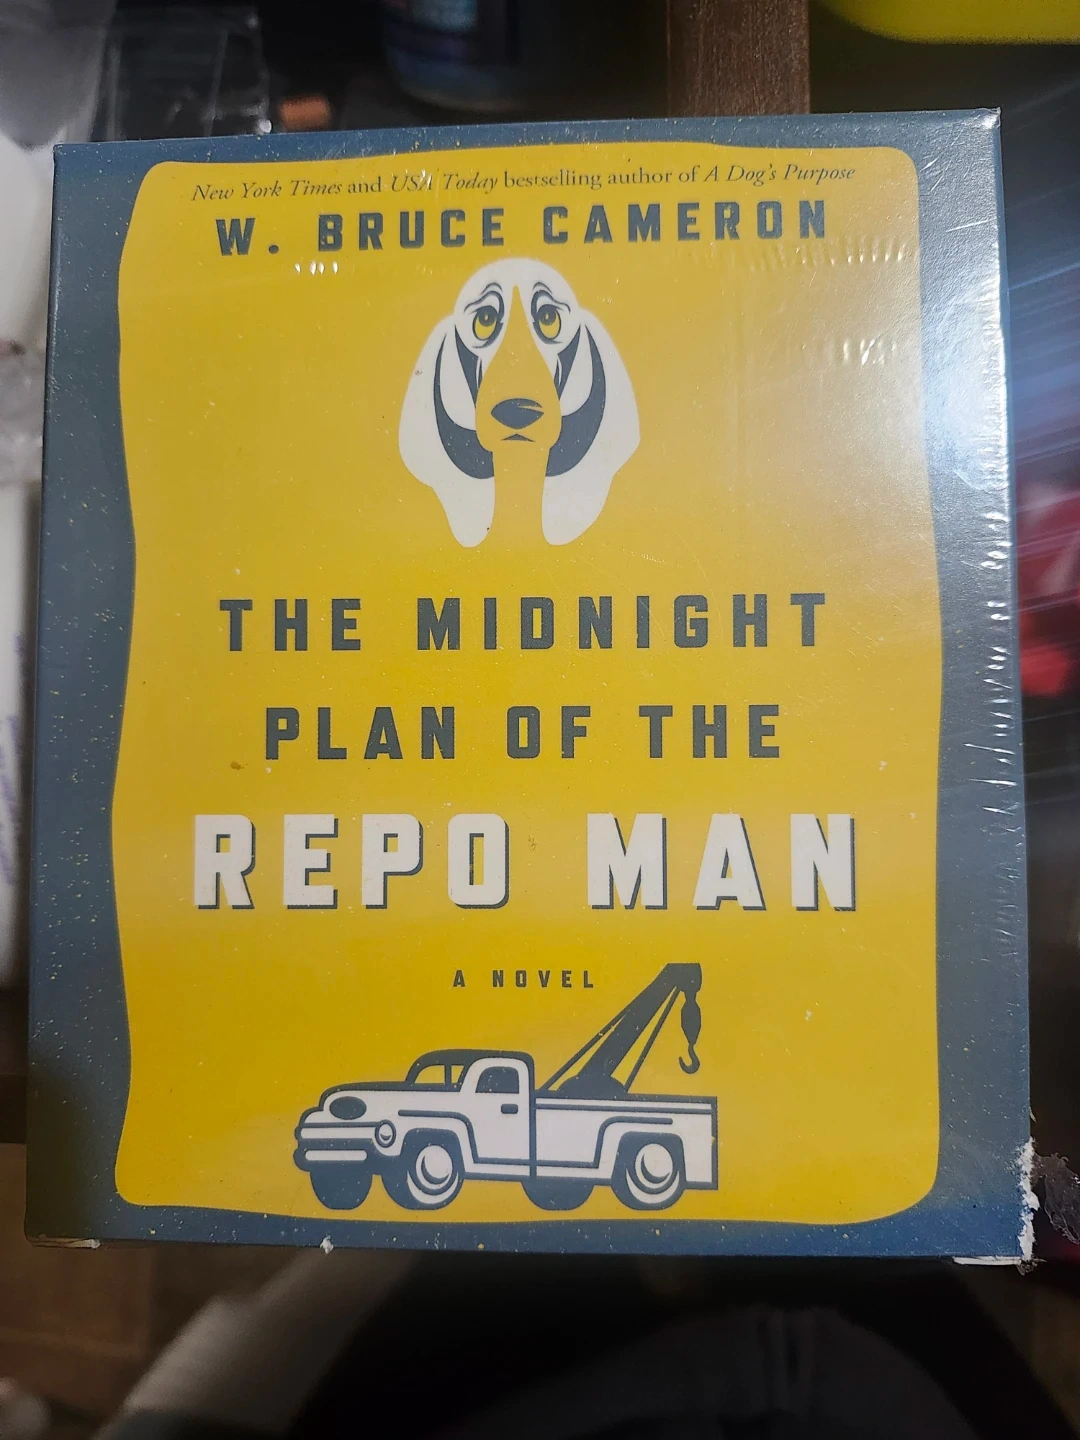 New York Times and USA Today bestselling author of A Dog's Purpose
W. BRUCE CAMERON
THE MIDNIGHT
PLAN OF THE
REPO MAN
A NOVEL